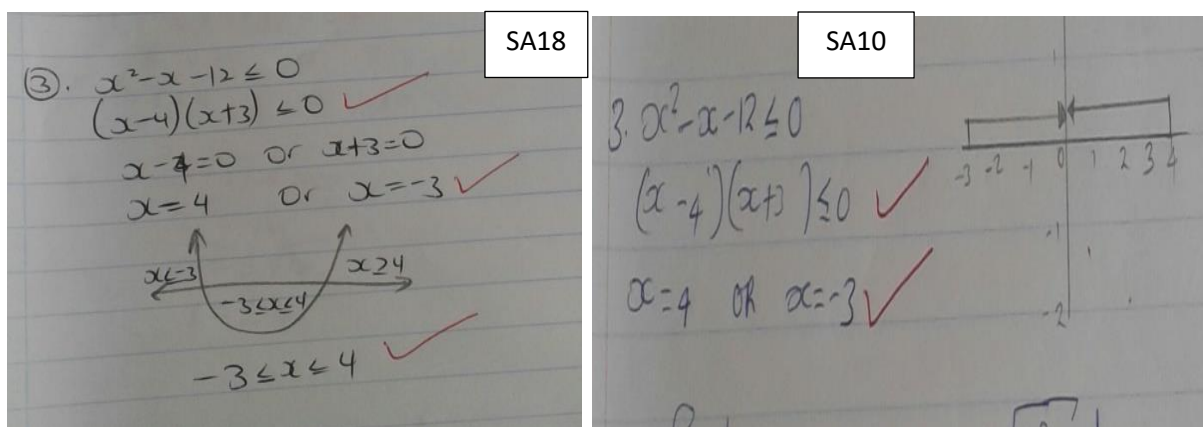 SA18
③. x²-x-12 ≤ 0
(x-4)(x+3) ≤ 0
x-4=0 or x+3=0
x=4 or x=-3
x<-3
-3≤x≤4
x≥4
-3≤x≤4
SA10
3. x²-x-12≤0
(x-4)(x+3)≤0
x=4 OR x=-3
1
-3 -2 -1 0 1 2 3 4
-1
-2